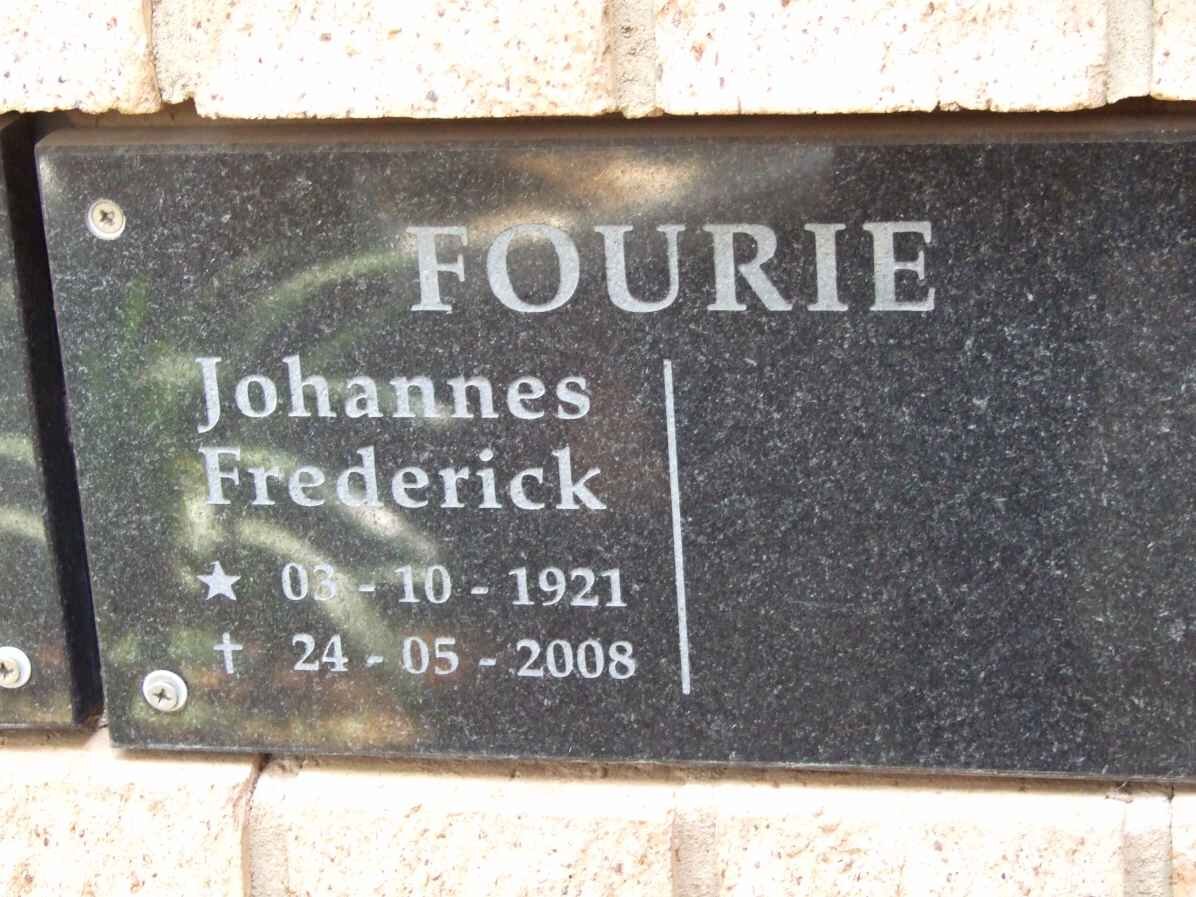 FOURIE
Johannes
Frederick
★ 03 - 10 - 1921
✝ 24 - 05 - 2008